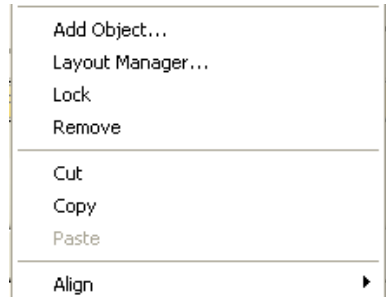 Add Object...
Layout Manager...
Lock
Remove
Cut
Copy
Paste
Align